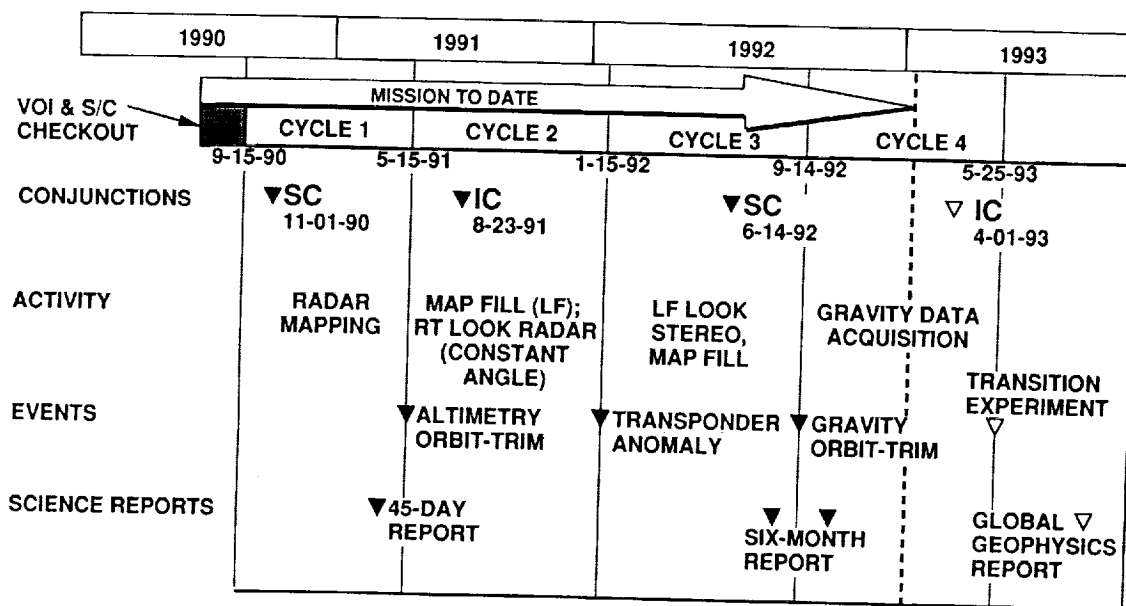 1990 1991 1992 1993
MISSION TO DATE
VOI & S/C
CHECKOUT
CYCLE 1 CYCLE 2 CYCLE 3 CYCLE 4
9-15-90 5-15-91 1-15-92 9-14-92 5-25-93
CONJUNCTIONS
SC
11-01-90
IC
8-23-91
SC
6-14-92
IC
4-01-93
ACTIVITY
RADAR
MAPPING
MAP FILL (LF);
RT LOOK RADAR
(CONSTANT
ANGLE)
LF LOOK
STEREO,
MAP FILL
GRAVITY DATA
ACQUISITION
EVENTS
ALTIMETRY
ORBIT-TRIM
TRANSPONDER
ANOMALY
GRAVITY
ORBIT-TRIM
TRANSITION
EXPERIMENT
SCIENCE REPORTS
45-DAY
REPORT
SIX-MONTH
REPORT
GLOBAL
GEOPHYSICS
REPORT